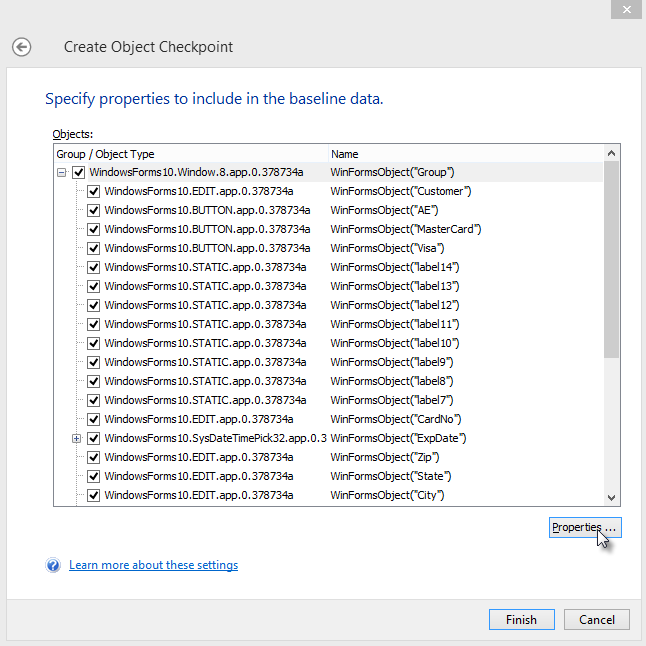 Create Object Checkpoint
Specify properties to include in the baseline data.
Objects:
Group / Object Type Name
WindowsForms10.Window.8.app.0.378734a WinFormsObject("Group")
WindowsForms10.EDIT.app.0.378734a WinFormsObject("Customer")
WindowsForms10.BUTTON.app.0.378734a WinFormsObject("AE")
WindowsForms10.BUTTON.app.0.378734a WinFormsObject("MasterCard")
WindowsForms10.BUTTON.app.0.378734a WinFormsObject("Visa")
WindowsForms10.STATIC.app.0.378734a WinFormsObject("label14")
WindowsForms10.STATIC.app.0.378734a WinFormsObject("label13")
WindowsForms10.STATIC.app.0.378734a WinFormsObject("label12")
WindowsForms10.STATIC.app.0.378734a WinFormsObject("label11")
WindowsForms10.STATIC.app.0.378734a WinFormsObject("label10")
WindowsForms10.STATIC.app.0.378734a WinFormsObject("label9")
WindowsForms10.STATIC.app.0.378734a WinFormsObject("label8")
WindowsForms10.STATIC.app.0.378734a WinFormsObject("label7")
WindowsForms10.EDIT.app.0.378734a WinFormsObject("CardNo")
WindowsForms10.SysDateTimePick32.app.0.3 WinFormsObject("ExpDate")
WindowsForms10.EDIT.app.0.378734a WinFormsObject("Zip")
WindowsForms10.EDIT.app.0.378734a WinFormsObject("State")
WindowsForms10.EDIT.app.0.378734a WinFormsObject("City")
Properties ...
Learn more about these settings
Finish Cancel